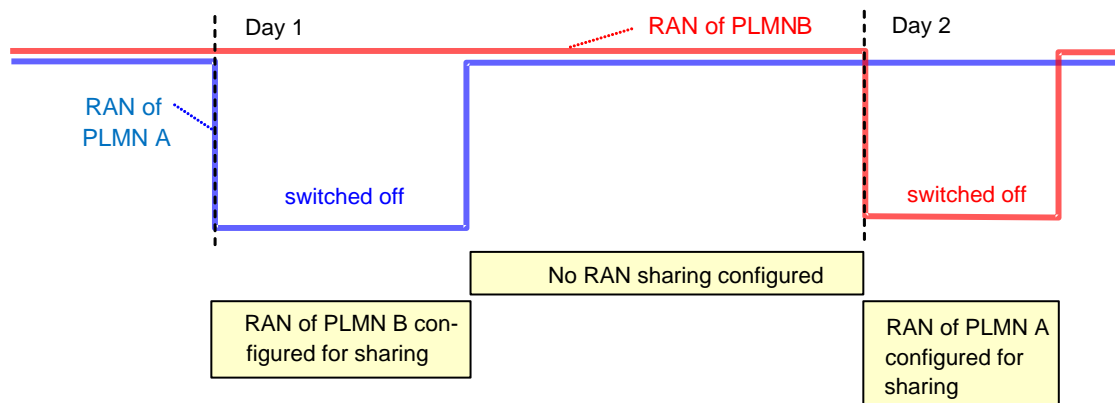 Day 1
RAN of PLMNB
Day 2
RAN of
PLMN A
switched off
switched off
No RAN sharing configured
RAN of PLMN B con-
figured for sharing
RAN of PLMN A
configured for
sharing